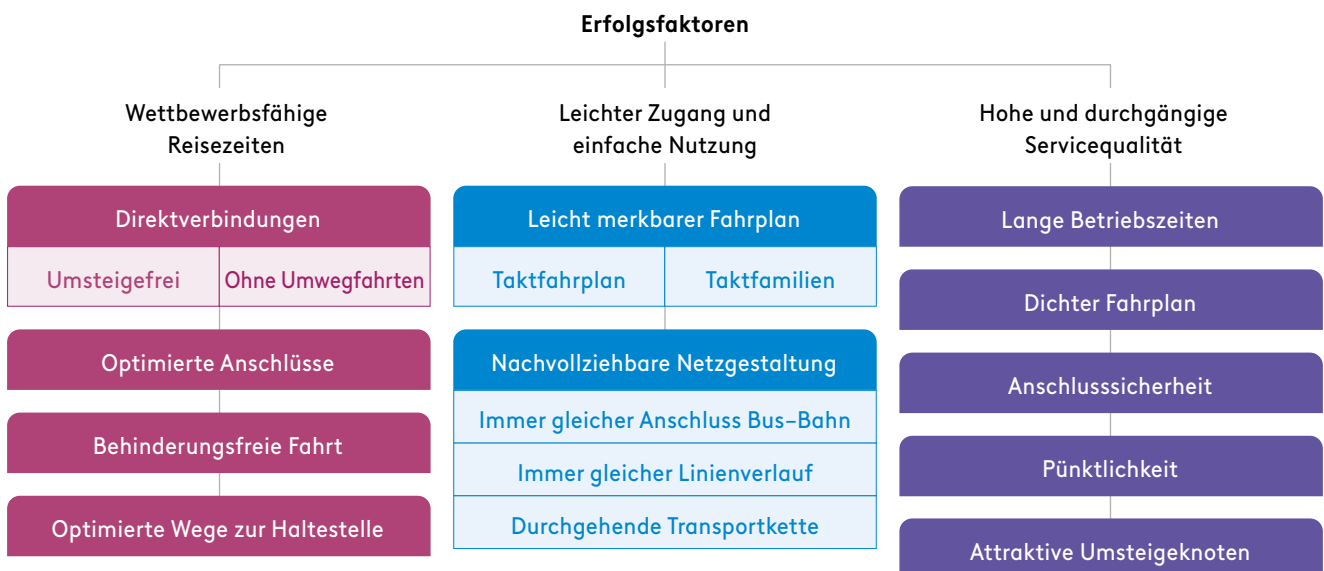 Erfolgsfaktoren
Wettbewerbsfähige
Reisezeiten
Direktverbindungen
Umsteigefrei
Ohne Umwegfahrten
Optimierte Anschlüsse
Behinderungsfreie Fahrt
Optimierte Wege zur Haltestelle
Leichter Zugang und
einfache Nutzung
Leicht merkbarer Fahrplan
Taktfahrplan
Taktfamilien
Nachvollziehbare Netzgestaltung
Immer gleicher Anschluss Bus–Bahn
Immer gleicher Linienverlauf
Durchgehende Transportkette
Hohe und durchgängige
Servicequalität
Lange Betriebszeiten
Dichter Fahrplan
Anschlusssicherheit
Pünktlichkeit
Attraktive Umsteigeknoten